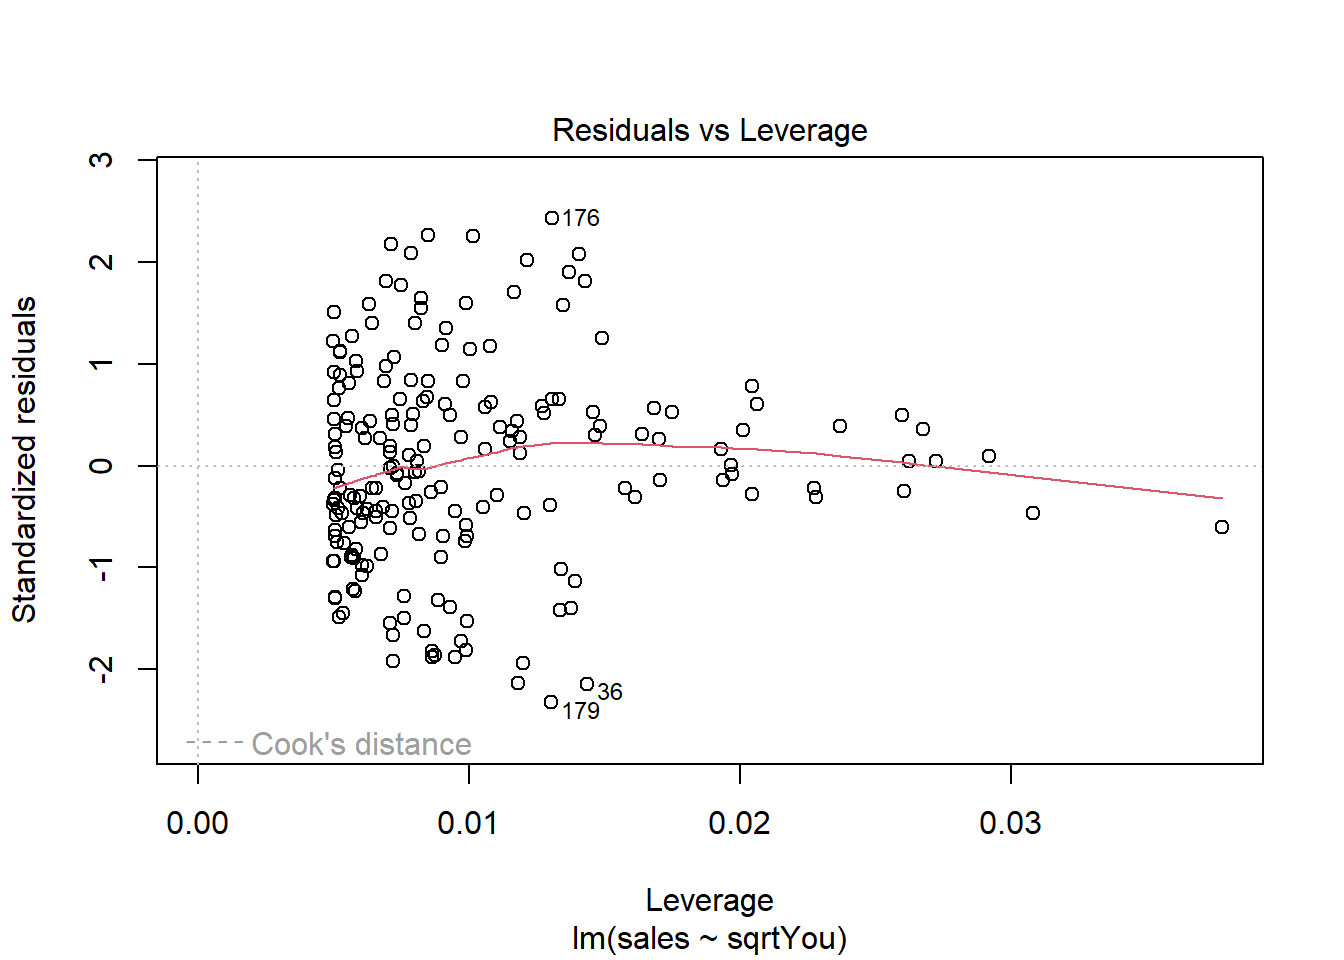 Residuals vs Leverage
Standardized residuals
3
2
1
0
-1
-2
176
36
179
Cook's distance
0.00 0.01 0.02 0.03
Leverage
lm(sales ~ sqrtYou)